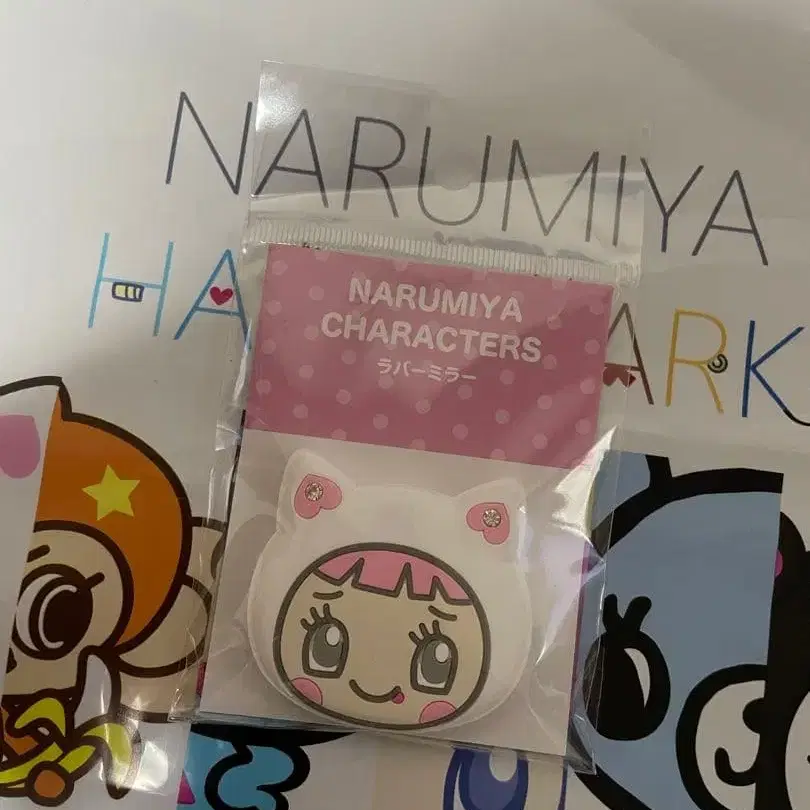 NARUMIYA
HA ARK
NARUMIYA
CHARACTERS
ラバーミラー